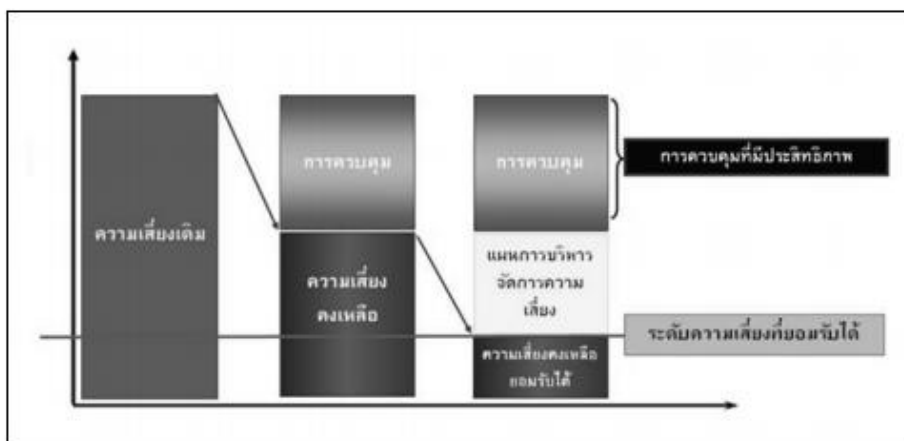 ความเสี่ยงเดิม
การควบคุม
ความเสี่ยง
คงเหลือ
การควบคุม
แผนการบริหาร
จัดการความ
เสี่ยง
ความเสี่ยงคงเหลือ
ยอมรับได้
การควบคุมที่มีประสิทธิภาพ
ระดับความเสี่ยงที่ยอมรับได้